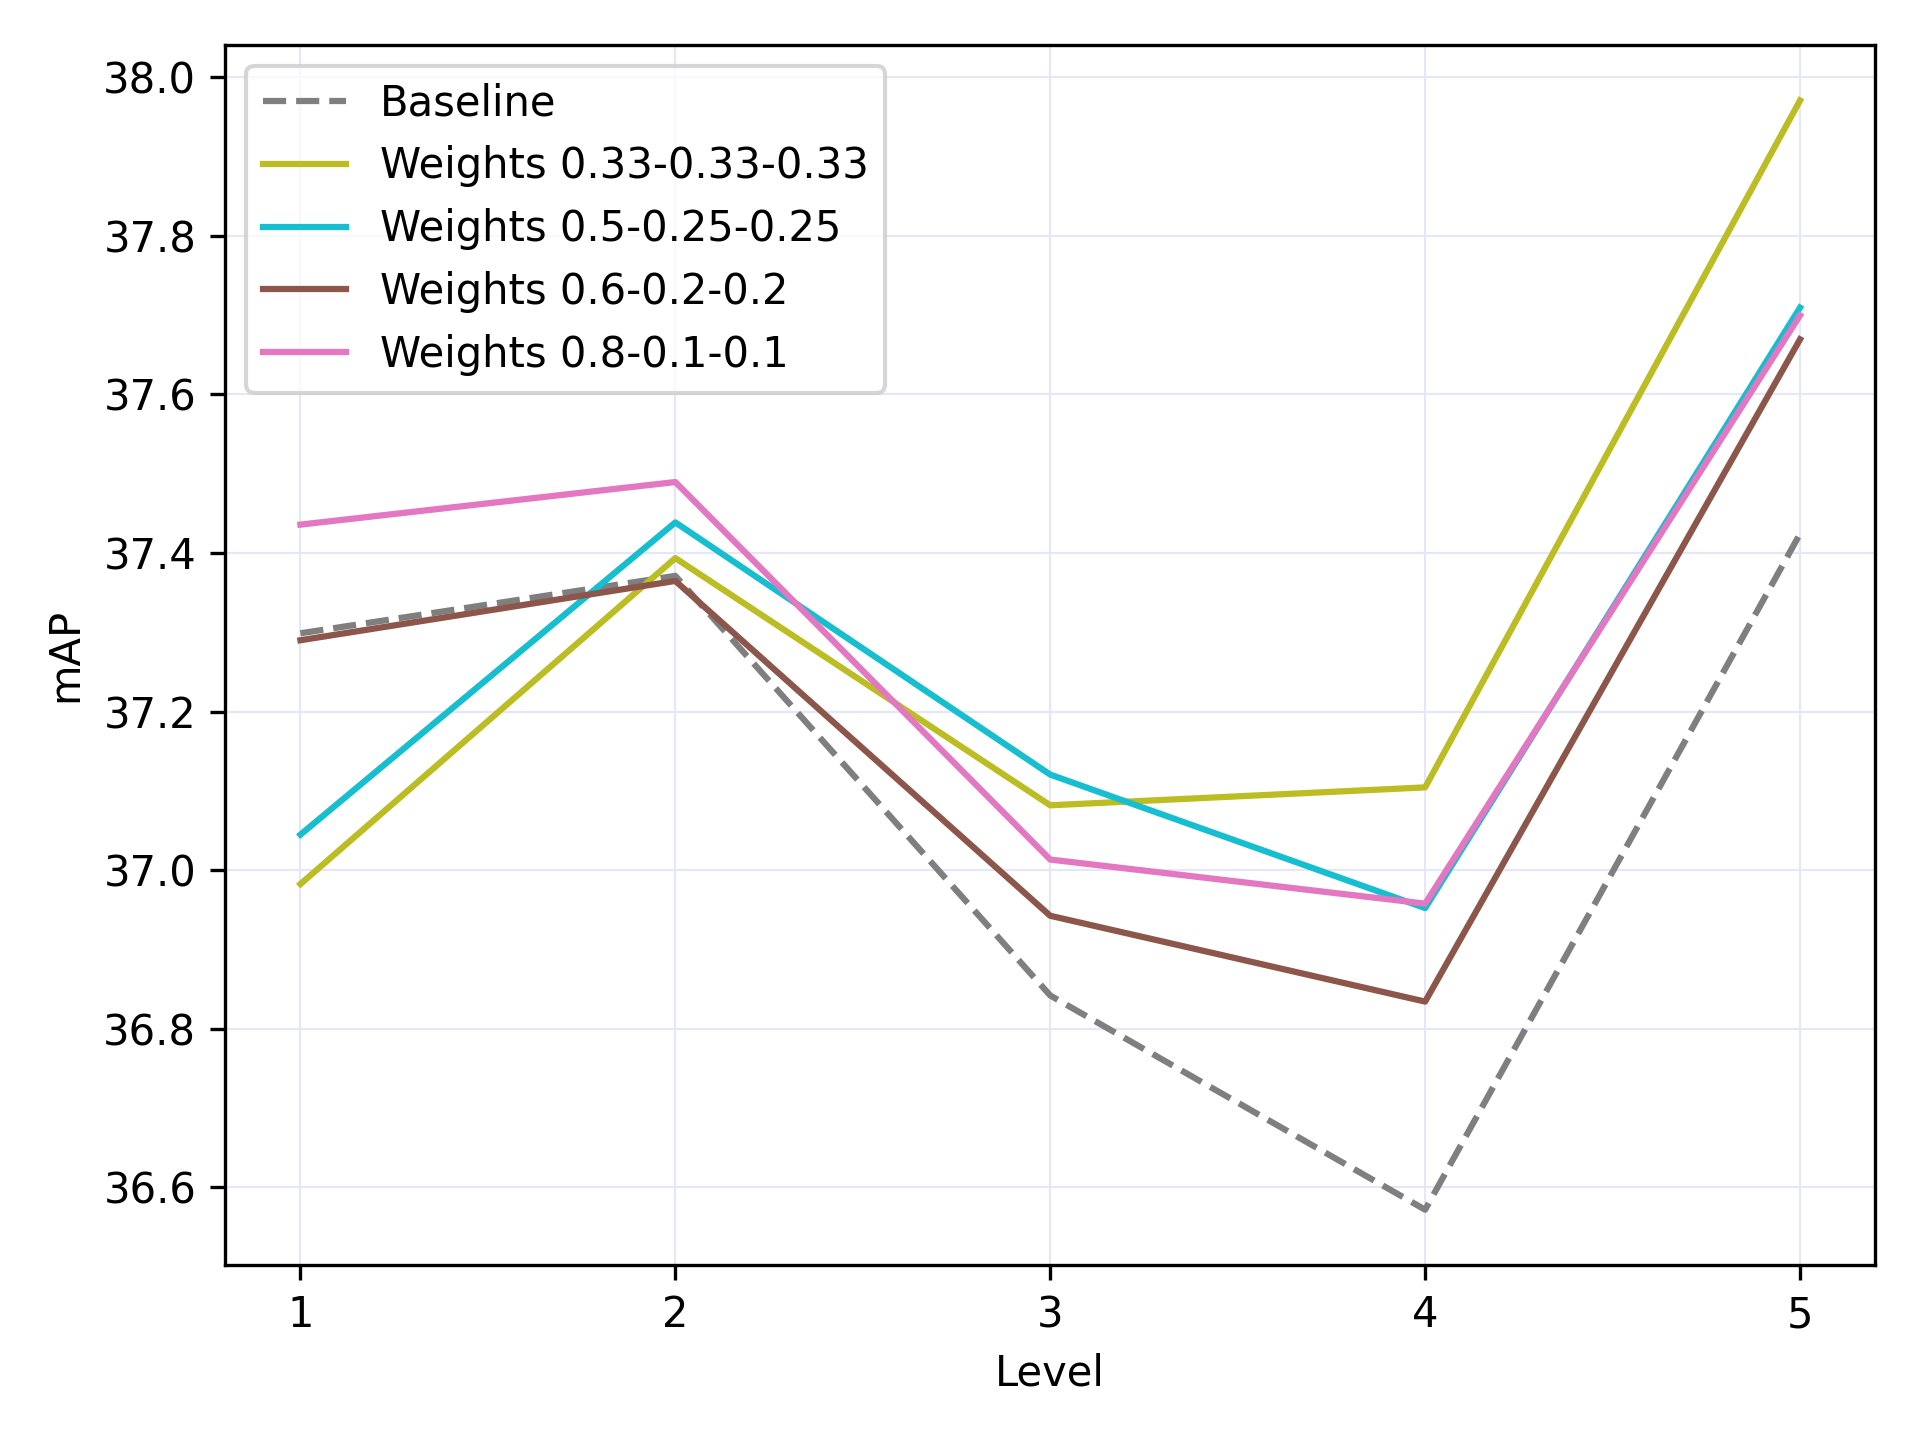 38.0
37.8
37.6
37.4
37.2
37.0
36.8
36.6
mAP
Baseline
Weights 0.33-0.33-0.33
Weights 0.5-0.25-0.25
Weights 0.6-0.2-0.2
Weights 0.8-0.1-0.1
1 2 3 4 5
Level